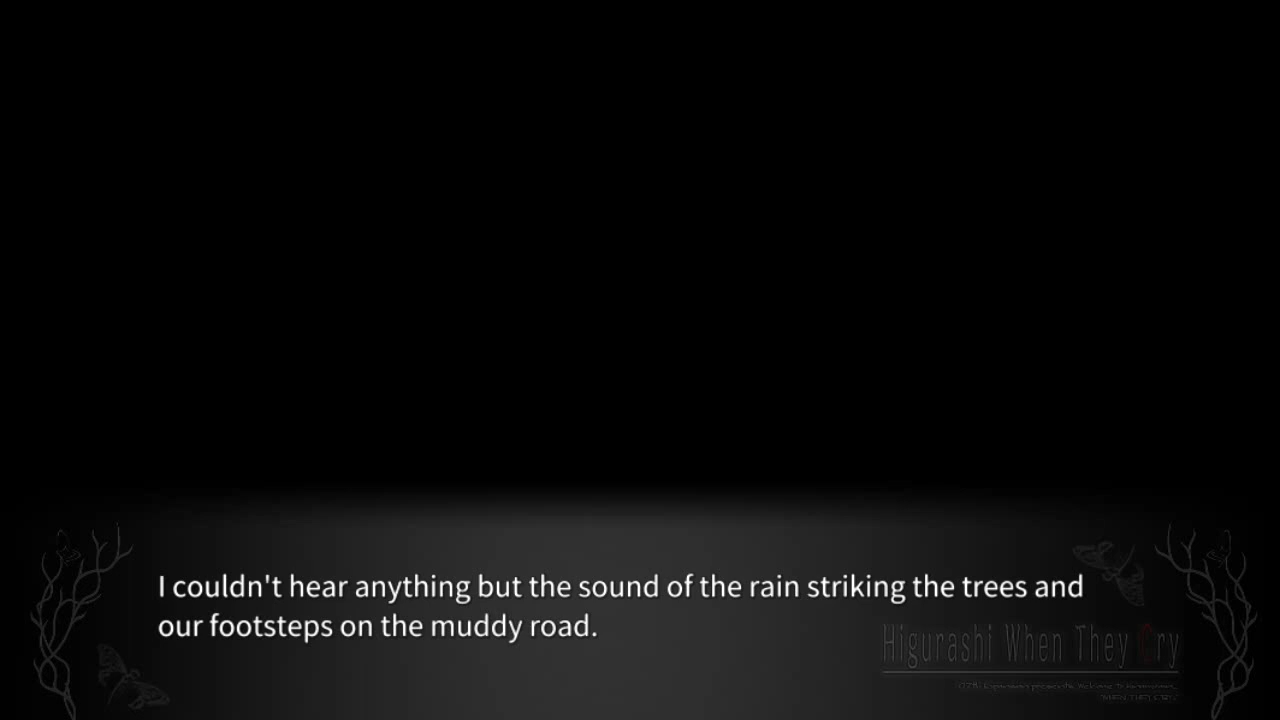 I couldn't hear anything but the sound of the rain striking the trees and
our footsteps on the muddy road.
Higurashi When They Cry